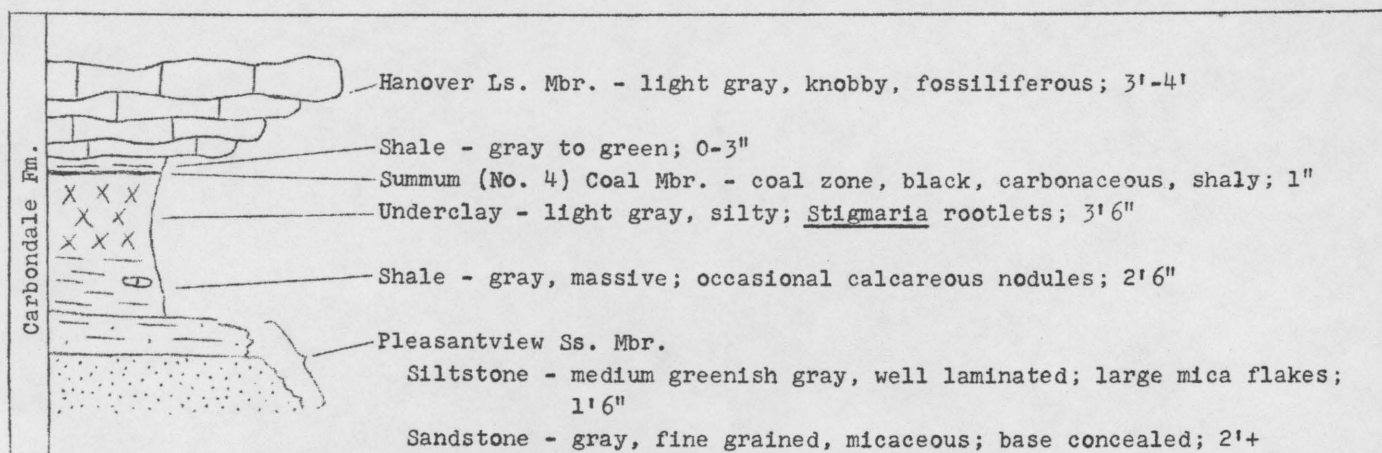 Carbondale Fm.
Hanover Ls. Mbr. - light gray, knobby, fossiliferous; 3'-4'
Shale - gray to green; 0-3"
Summum (No. 4) Coal Mbr. - coal zone, black, carbonaceous, shaly; 1"
Underclay - light gray, silty; Stigmaria rootlets; 3'6"
Shale - gray, massive; occasional calcareous nodules; 2'6"
Pleasantview Ss. Mbr.
Siltstone - medium greenish gray, well laminated; large mica flakes;
1'6"
Sandstone - gray, fine grained, micaceous; base concealed; 2'+